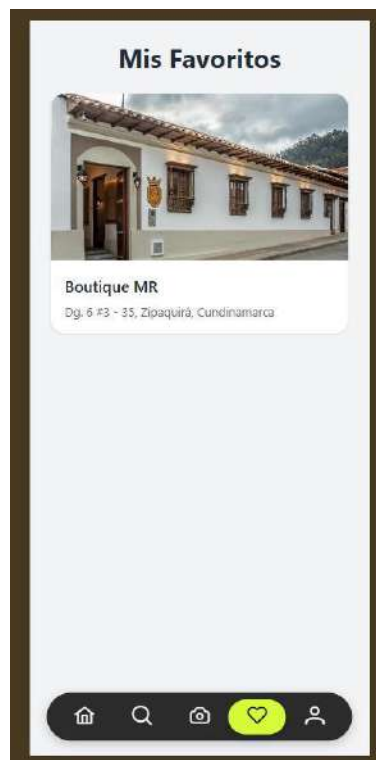 Mis Favoritos
Boutique MR
Dg. 6 #3 - 35, Zipaquirá, Cundinamarca